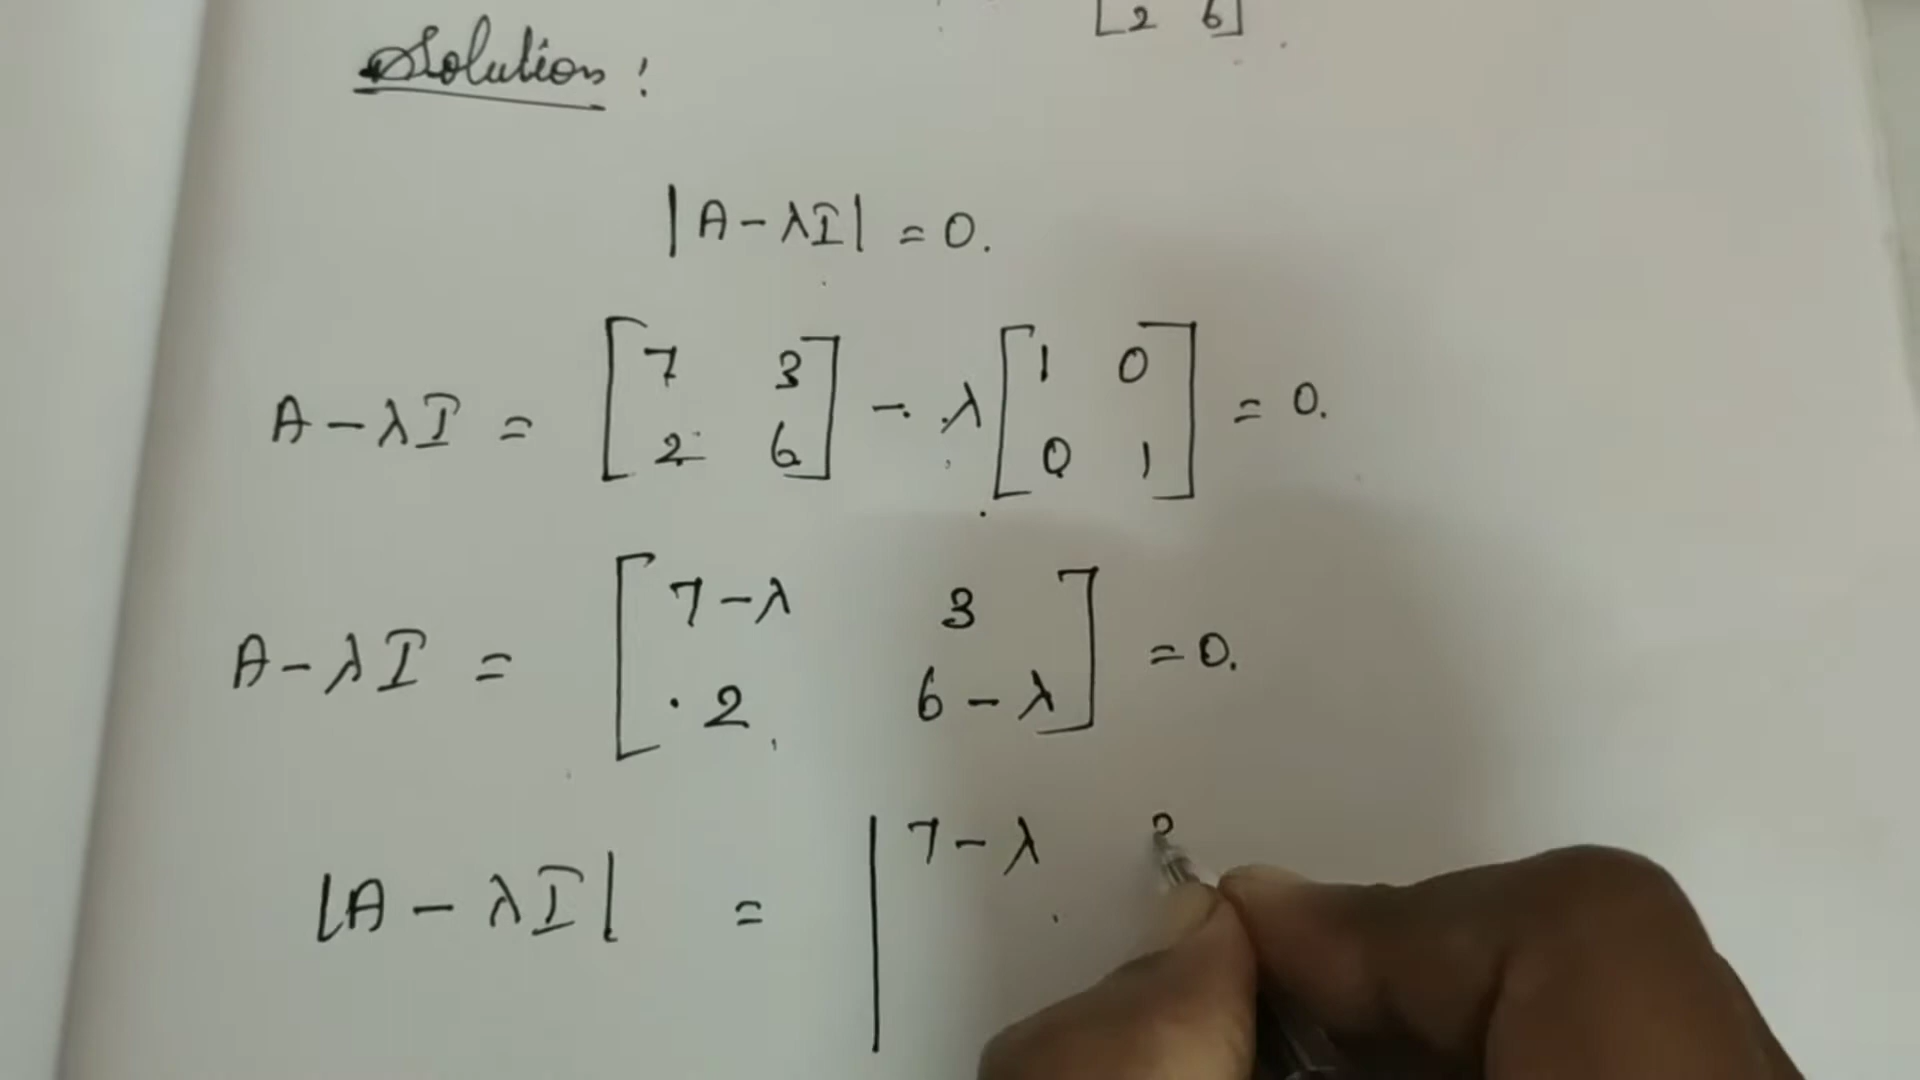 [2 6]
Solution :
|A-λI| = 0.
A-λI = [7 3 2 6] - λ[1 0 0 1] = 0.
A-λI = [7-λ 3 2 6-λ] = 0.
|A-λI| = |7-λ